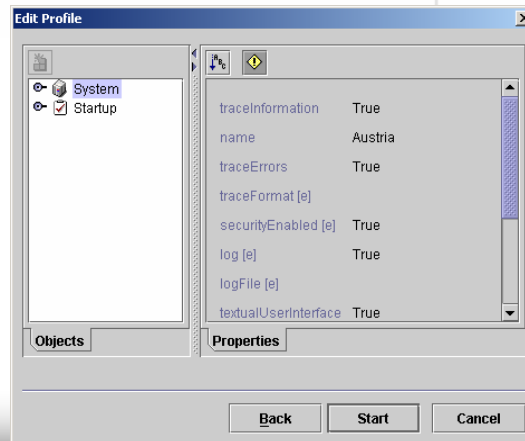 Edit Profile
System
Startup
traceInformation True
name Austria
traceErrors True
traceFormat [e]
securityEnabled [e] True
log [e] True
logFile [e]
textualUserInterface True
Objects
Properties
Back
Start
Cancel